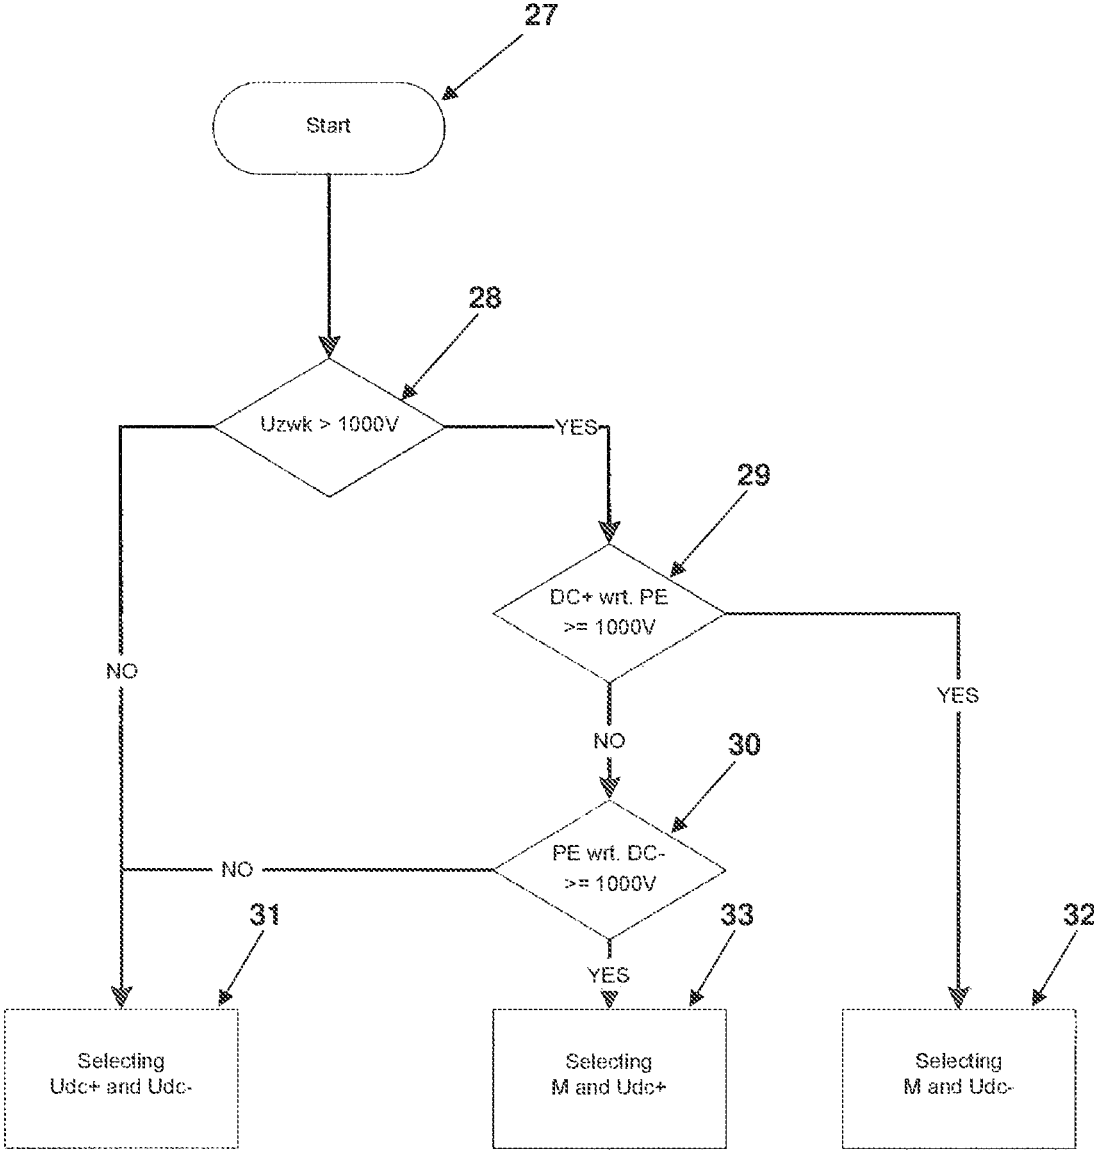 27
Start
28
Uzwk > 1000V
YES
29
DC+ wrt. PE
>= 1000V
NO
YES
NO
30
PE wrt. DC-
>= 1000V
NO
31
33
32
YES
Selecting
Udc+ and Udc-
Selecting
M and Udc+
Selecting
M and Udc-